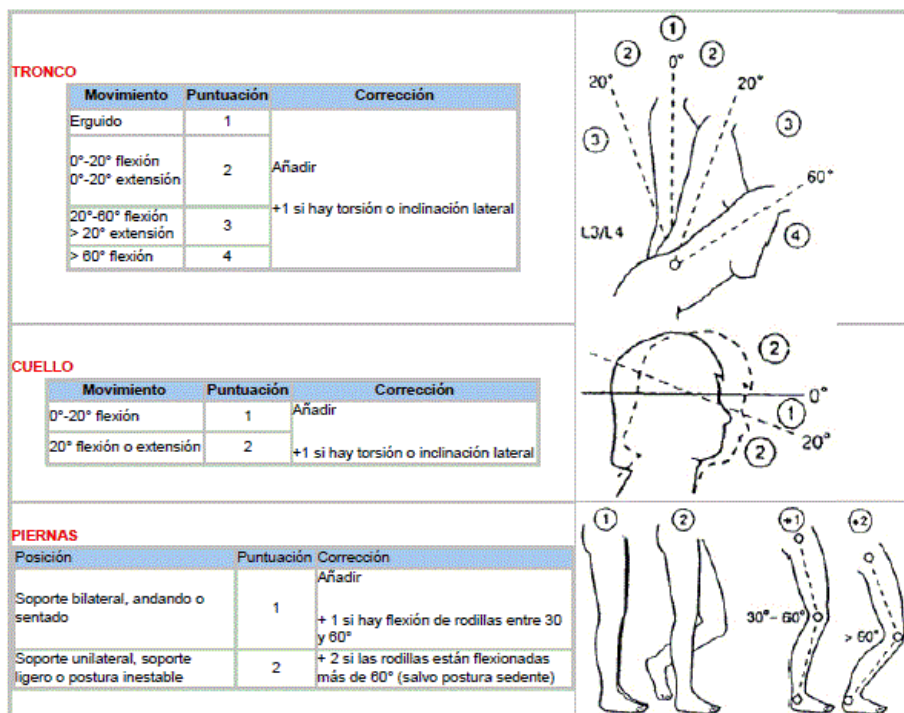 TRONCO
Movimiento Puntuación Corrección
Erguido 1
0°-20° flexión
0°-20° extensión
2
Añadir
+1 si hay torsión o inclinación lateral
20°-60° flexión
> 20° extensión
3
> 60° flexión 4
1
2 0° 2
20° 20°
3 3
60°
L3/L4
4
CUELLO
Movimiento Puntuación Corrección
0°-20° flexión 1 Añadir
20° flexión o extensión 2 +1 si hay torsión o inclinación lateral
2
0°
1
20°
2
PIERNAS
Posición Puntuación Corrección
Soporte bilateral, andando o
sentado
1
Añadir
+ 1 si hay flexión de rodillas entre 30
y 60°
Soporte unilateral, soporte
ligero o postura inestable
2
+ 2 si las rodillas están flexionadas
más de 60° (salvo postura sedente)
1 2 +1 +2
30°- 60° > 60°